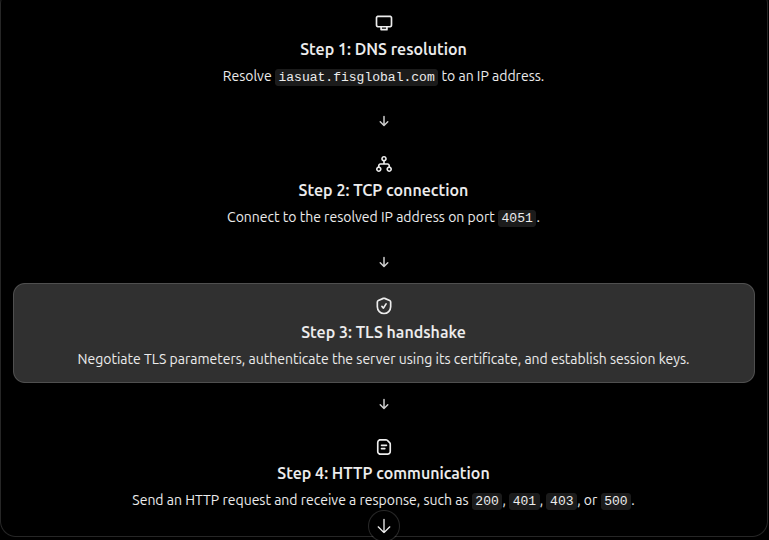 Step 1: DNS resolution
Resolve iasuat.fisglobal.com to an IP address.
Step 2: TCP connection
Connect to the resolved IP address on port 4051.
Step 3: TLS handshake
Negotiate TLS parameters, authenticate the server using its certificate, and establish session keys.
Step 4: HTTP communication
Send an HTTP request and receive a response, such as 200, 401, 403, or 500.